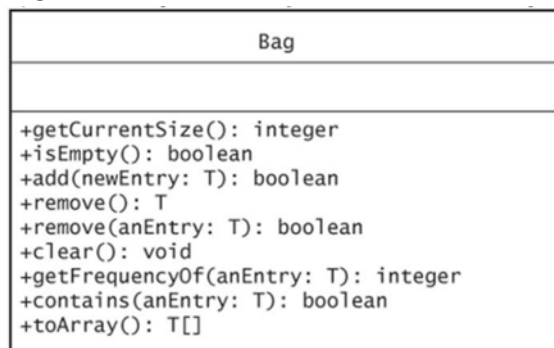 Bag
+getCurrentSize(): integer
+isEmpty(): boolean
+add(newEntry: T): boolean
+remove(): T
+remove(anEntry: T): boolean
+clear(): void
+getFrequencyOf(anEntry: T): integer
+contains(anEntry: T): boolean
+toArray(): T[]